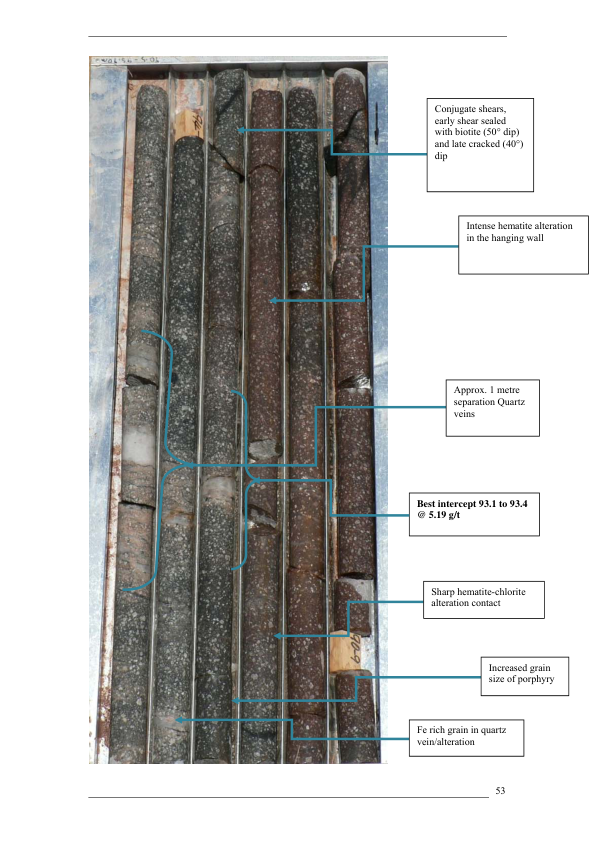 Conjugate shears,
early shear sealed
with biotite (50° dip)
and late cracked (40°)
dip
Intense hematite alteration
in the hanging wall
Approx. 1 metre
separation Quartz
veins
Best intercept 93.1 to 93.4
@ 5.19 g/t
Sharp hematite-chlorite
alteration contact
Increased grain
size of porphyry
Fe rich grain in quartz
vein/alteration
53